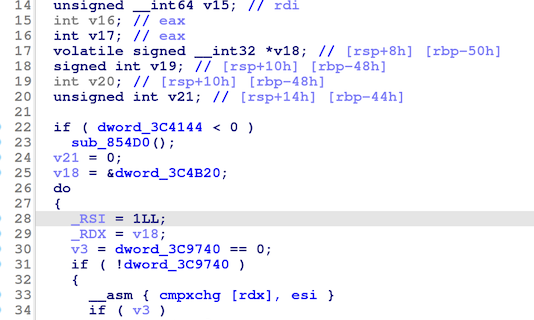 14 unsigned __int64 v15; // rdi
15 int v16; // eax
16 int v17; // eax
17 volatile signed __int32 *v18; // [rsp+8h] [rbp-50h]
18 signed int v19; // [rsp+10h] [rbp-48h]
19 int v20; // [rsp+10h] [rbp-48h]
20 unsigned int v21; // [rsp+14h] [rbp-44h]
21
22 if ( dword_3C4144 < 0 )
23 sub_854D0();
24 v21 = 0;
25 v18 = &dword_3C4B20;
26 do
27 {
28 _RSI = 1LL;
29 _RDX = v18;
30 v3 = dword_3C9740 == 0;
31 if ( !dword_3C9740 )
32 {
33 __asm { cmpxchg [rdx], esi }
34 if ( v3 )